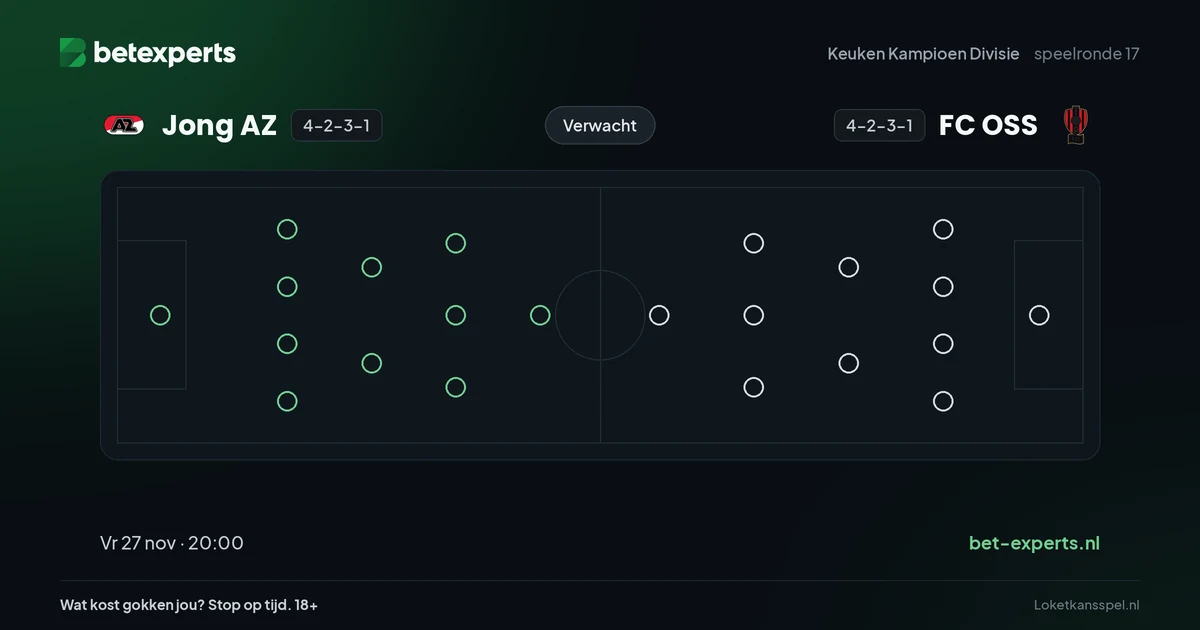 betexperts
Keuken Kampioen Divisie speelronde 17
AZ Jong AZ 4-2-3-1
Verwacht
4-2-3-1 FC OSS
Vr 27 nov · 20:00
bet-experts.nl
Wat kost gokken jou? Stop op tijd. 18+
Loketkansspel.nl